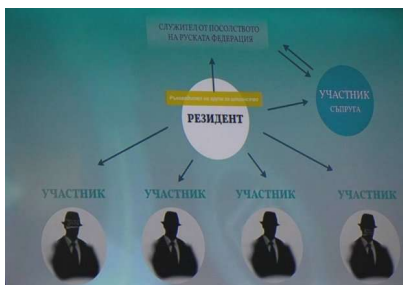 СЛУЖИТЕЛ ОТ ПОСОЛСТВОТО
НА РУСКАТА ФЕДЕРАЦИЯ
УЧАСТНИК
СЪПРУГА
РЕЗИДЕНТ
УЧАСТНИК
УЧАСТНИК
УЧАСТНИК
УЧАСТНИК